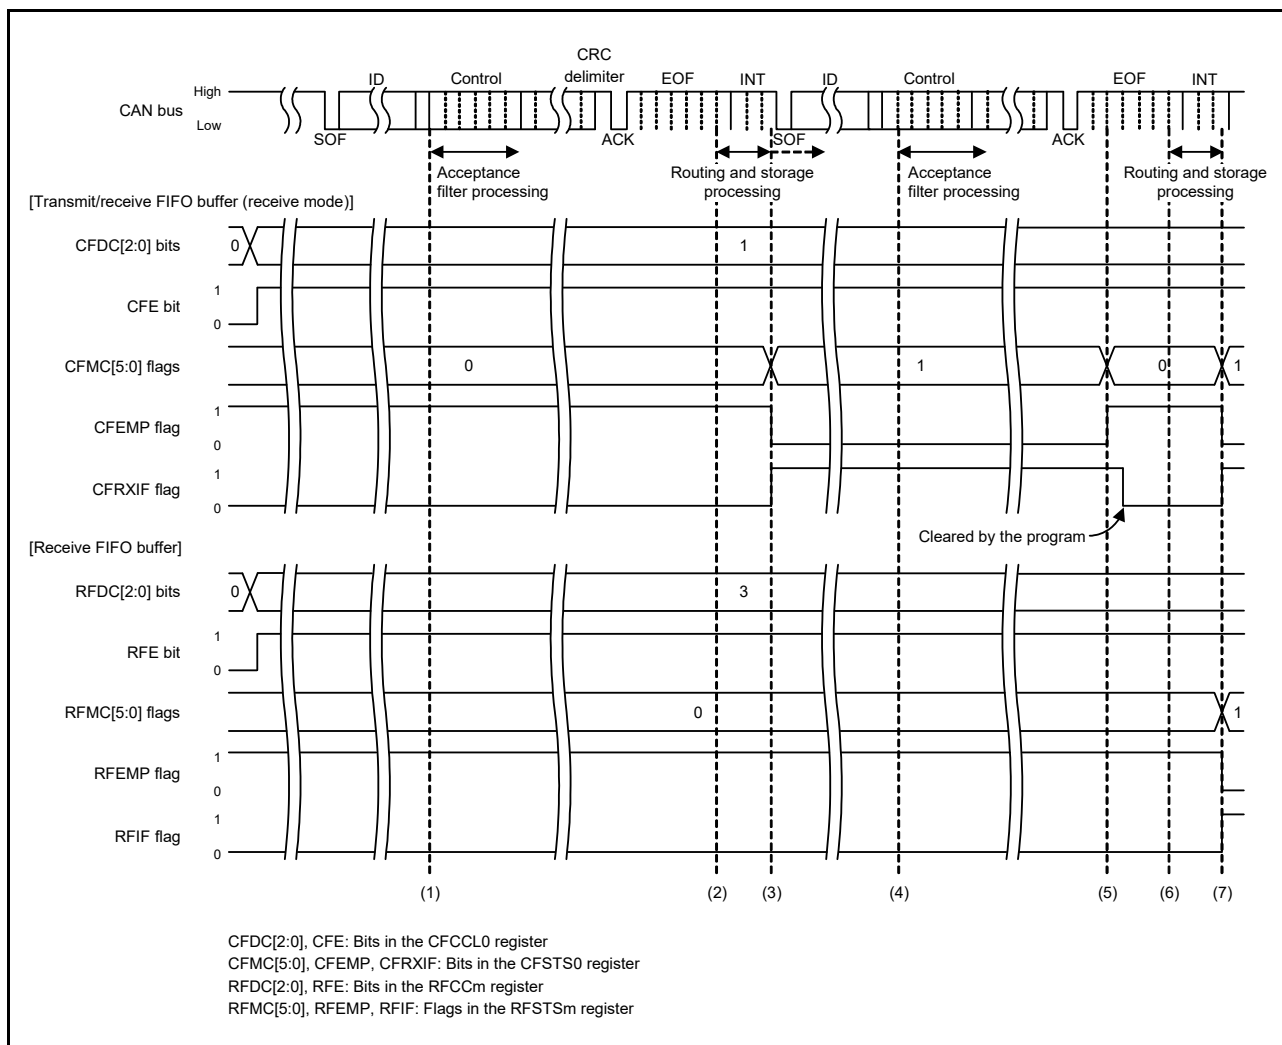 CRC
ID Control delimiter EOF INT ID Control EOF INT
High
CAN bus
Low
SOF ACK SOF ACK
Acceptance filter processing
Routing and storage processing
Acceptance filter processing
Routing and storage processing
[Transmit/receive FIFO buffer (receive mode)]
CFDC[2:0] bits 0 1
1
CFE bit
0
CFMC[5:0] flags 0 1 0 1
1
CFEMP flag
0
1
CFRXIF flag
0
Cleared by the program
[Receive FIFO buffer]
RFDC[2:0] bits 0 3
1
RFE bit
0
RFMC[5:0] flags 0 1
1
RFEMP flag
0
1
RFIF flag
0
(1) (2) (3) (4) (5) (6) (7)
CFDC[2:0], CFE: Bits in the CFCCL0 register
CFMC[5:0], CFEMP, CFRXIF: Bits in the CFSTS0 register
RFDC[2:0], RFE: Bits in the RFCCm register
RFMC[5:0], RFEMP, RFIF: Flags in the RFSTSm register